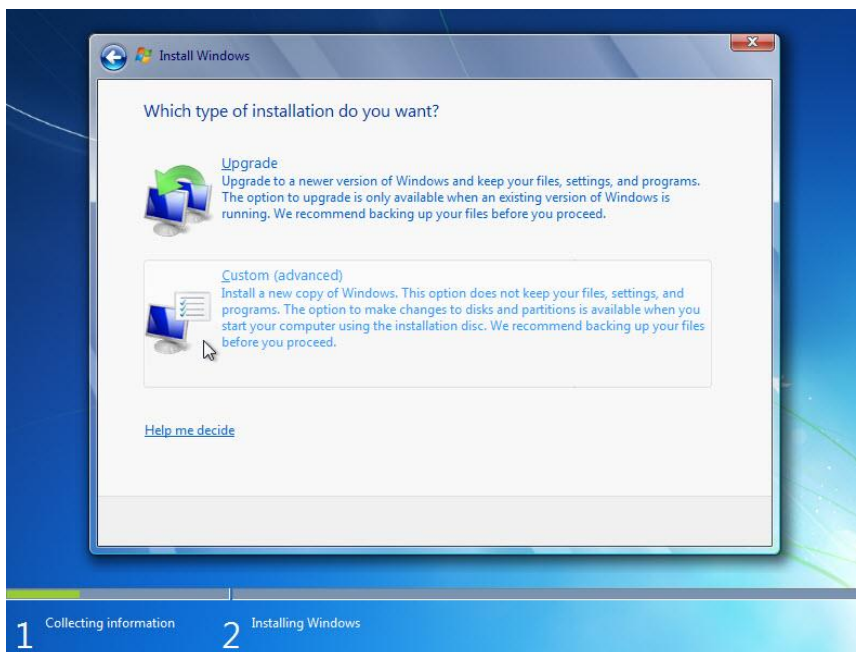 Install Windows
Which type of installation do you want?
Upgrade
Upgrade to a newer version of Windows and keep your files, settings, and programs.
The option to upgrade is only available when an existing version of Windows is
running. We recommend backing up your files before you proceed.
Custom (advanced)
Install a new copy of Windows. This option does not keep your files, settings, and
programs. The option to make changes to disks and partitions is available when you
start your computer using the installation disc. We recommend backing up your files
before you proceed.
Help me decide
1 Collecting information
2 Installing Windows